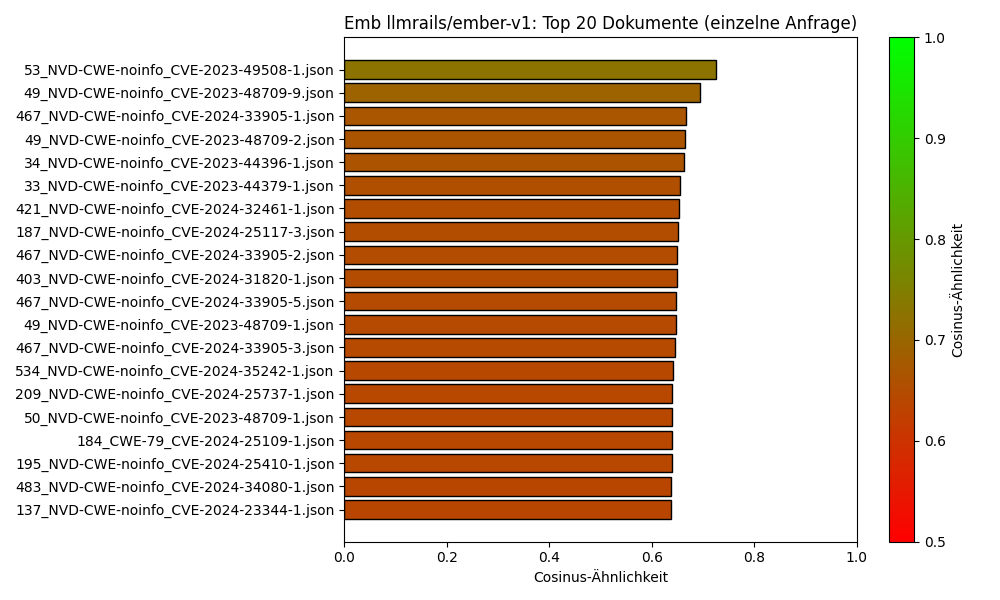 Emb llmrails/ember-v1: Top 20 Dokumente (einzelne Anfrage)
53_NVD-CWE-noinfo_CVE-2023-49508-1.json
49_NVD-CWE-noinfo_CVE-2023-48709-9.json
467_NVD-CWE-noinfo_CVE-2024-33905-1.json
49_NVD-CWE-noinfo_CVE-2023-48709-2.json
34_NVD-CWE-noinfo_CVE-2023-44396-1.json
33_NVD-CWE-noinfo_CVE-2023-44379-1.json
421_NVD-CWE-noinfo_CVE-2024-32461-1.json
187_NVD-CWE-noinfo_CVE-2024-25117-3.json
467_NVD-CWE-noinfo_CVE-2024-33905-2.json
403_NVD-CWE-noinfo_CVE-2024-31820-1.json
467_NVD-CWE-noinfo_CVE-2024-33905-5.json
49_NVD-CWE-noinfo_CVE-2023-48709-1.json
467_NVD-CWE-noinfo_CVE-2024-33905-3.json
534_NVD-CWE-noinfo_CVE-2024-35242-1.json
209_NVD-CWE-noinfo_CVE-2024-25737-1.json
50_NVD-CWE-noinfo_CVE-2023-48709-1.json
184_CWE-79_CVE-2024-25109-1.json
195_NVD-CWE-noinfo_CVE-2024-25410-1.json
483_NVD-CWE-noinfo_CVE-2024-34080-1.json
137_NVD-CWE-noinfo_CVE-2024-23344-1.json
0.0 0.2 0.4 0.6 0.8 1.0
Cosinus-Ähnlichkeit
1.0
0.9
0.8
0.7
0.6
0.5
Cosinus-Ähnlichkeit